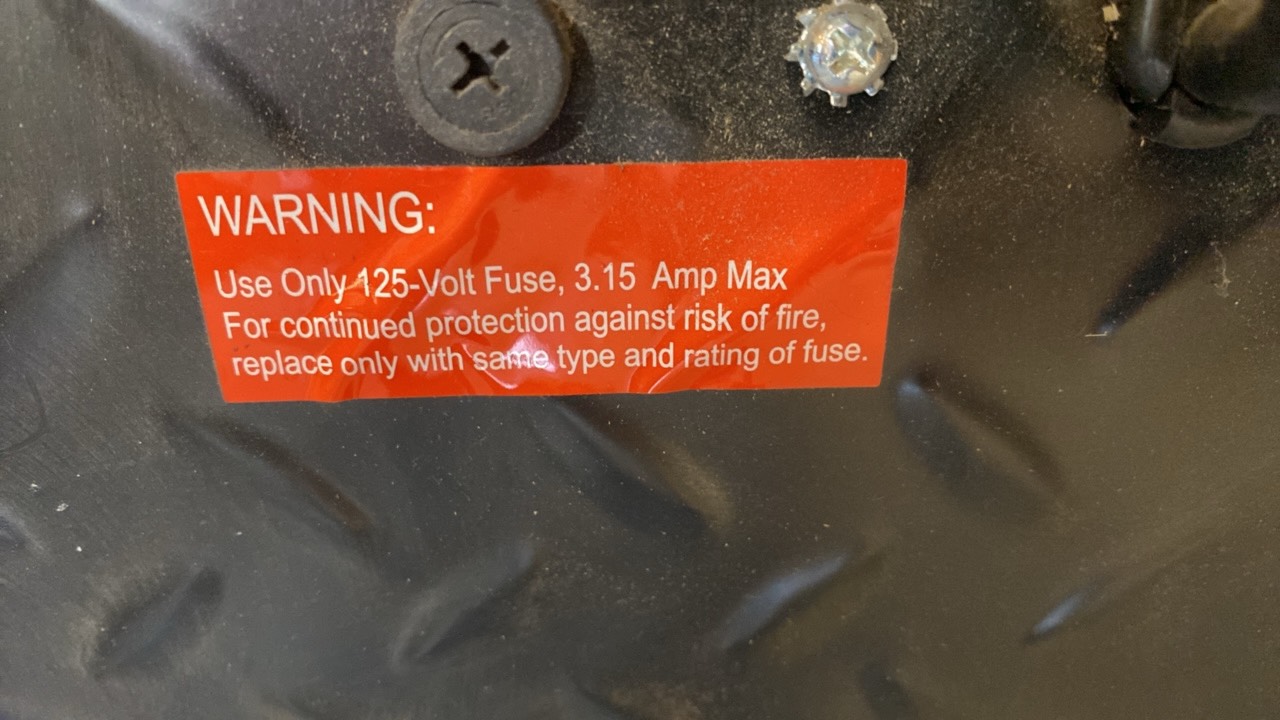 WARNING:
Use Only 125-Volt Fuse, 3.15 Amp Max
For continued protection against risk of fire,
replace only with same type and rating of fuse.